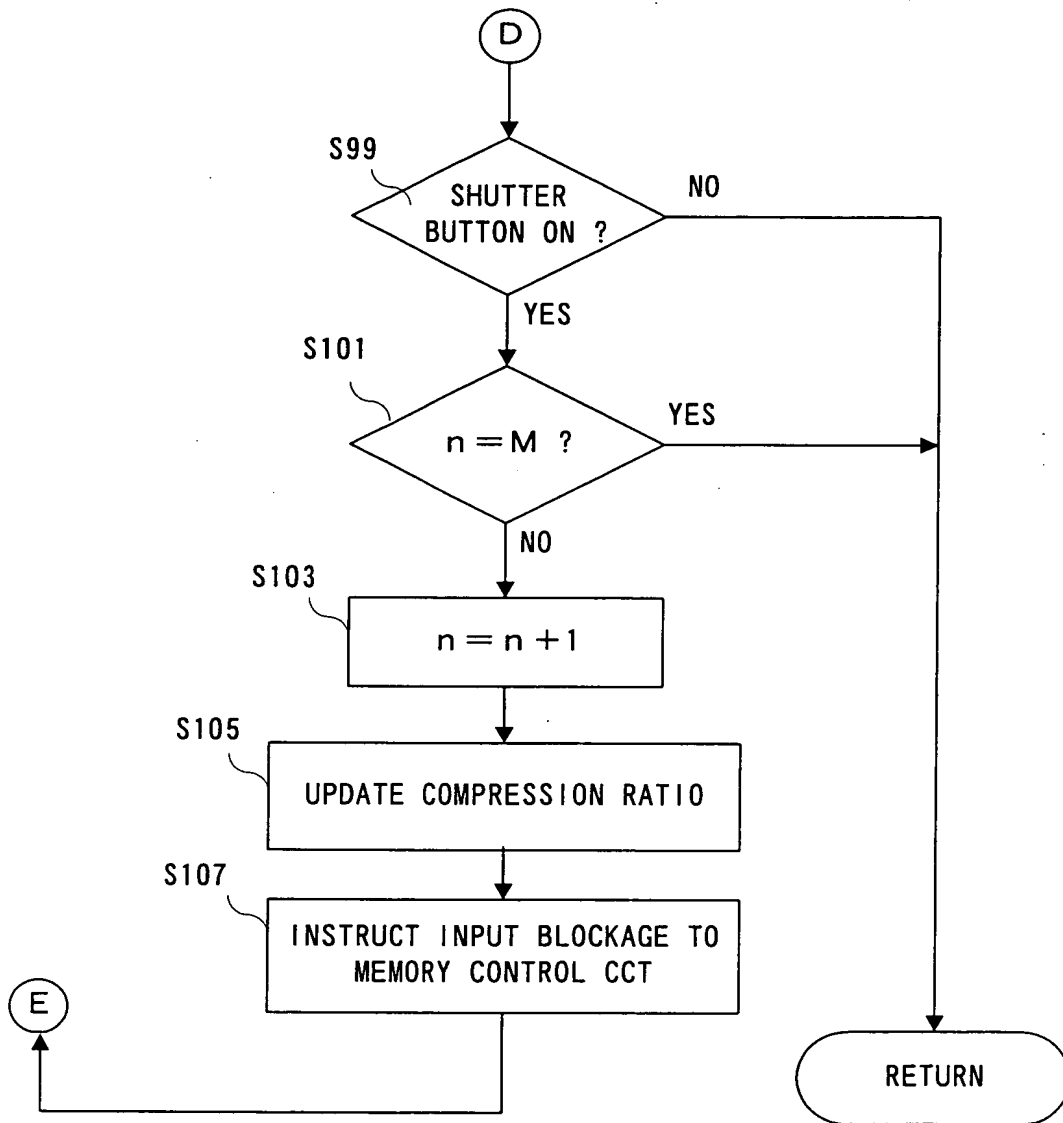 D
S99
SHUTTER
BUTTON ON ?
NO
YES
S101
n=M ?
YES
NO
S103
n=n+1
S105
UPDATE COMPRESSION RATIO
S107
INSTRUCT INPUT BLOCKAGE TO
MEMORY CONTROL CCT
E
RETURN